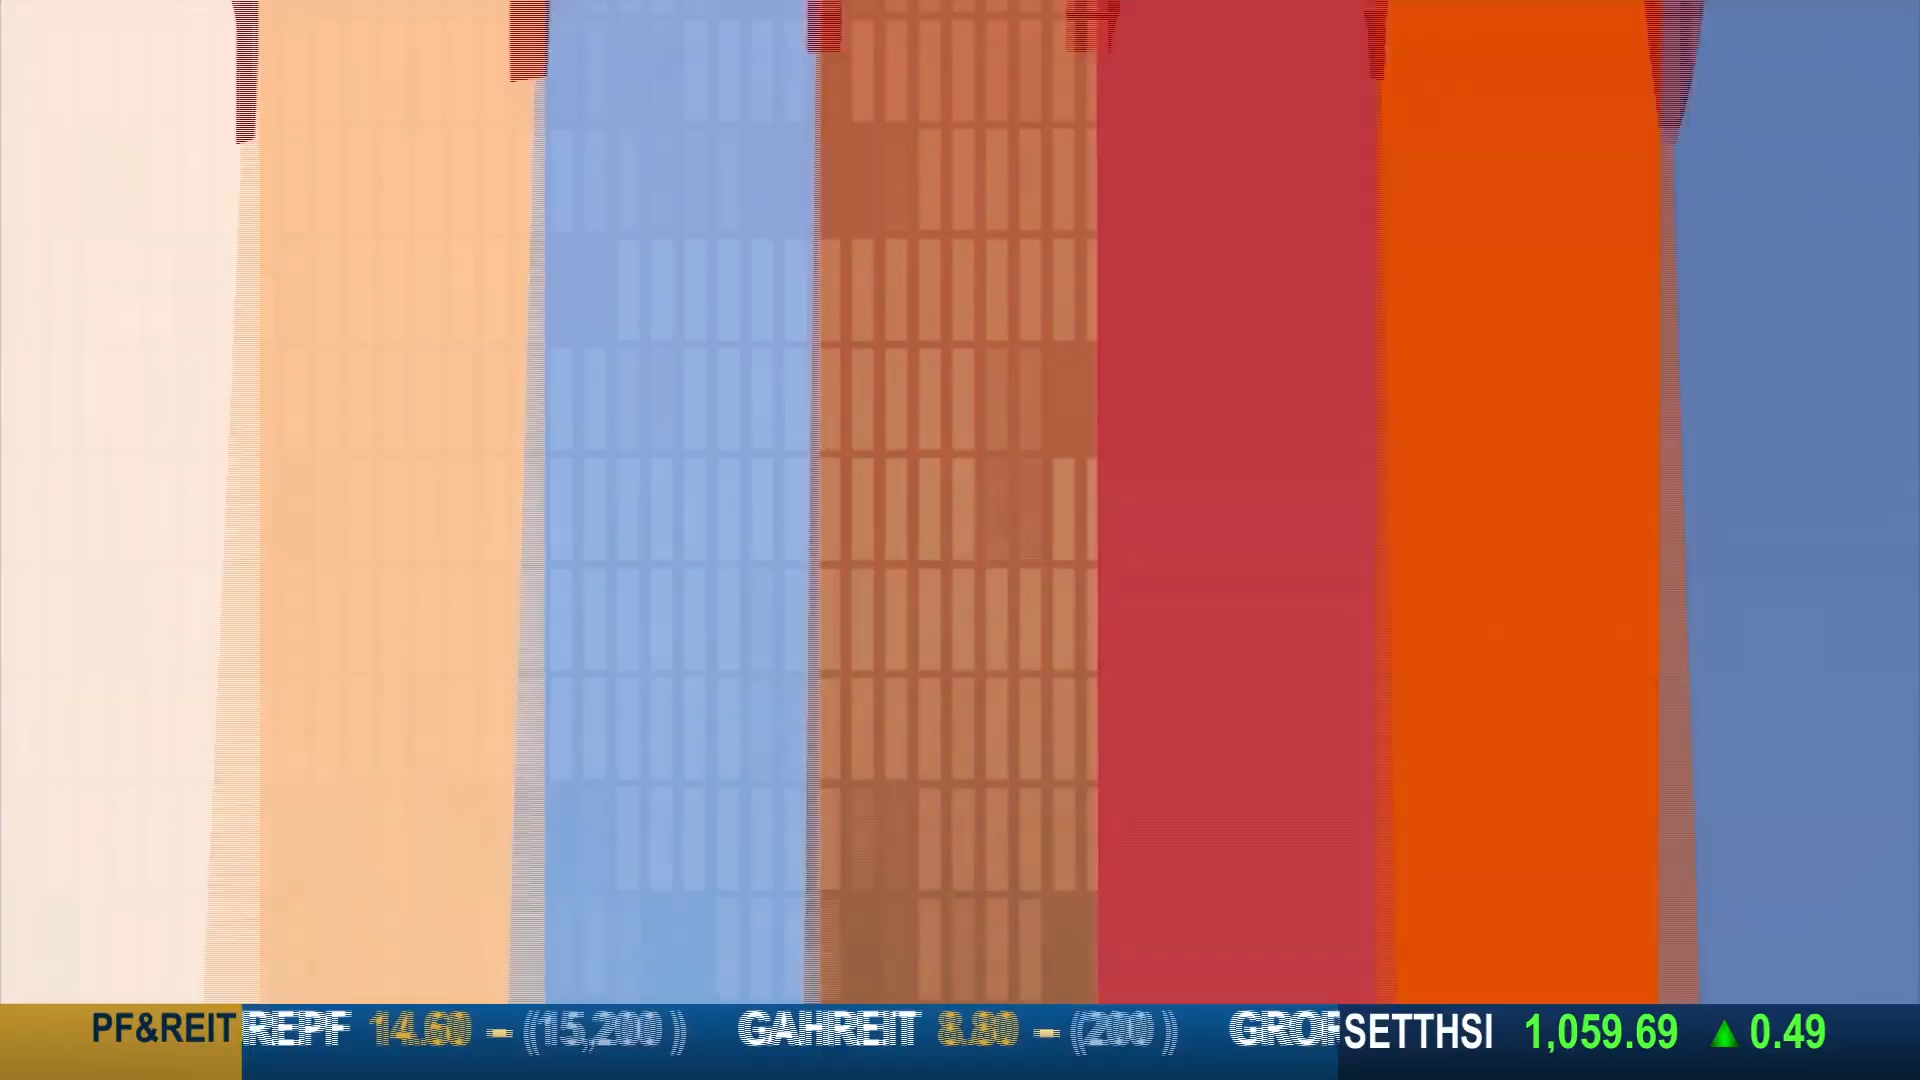 PF&REIT REPF 14.60 – (15,200) GAHREIT 8.80 – (200) SETTHSI 1,059.69 ▲ 0.49